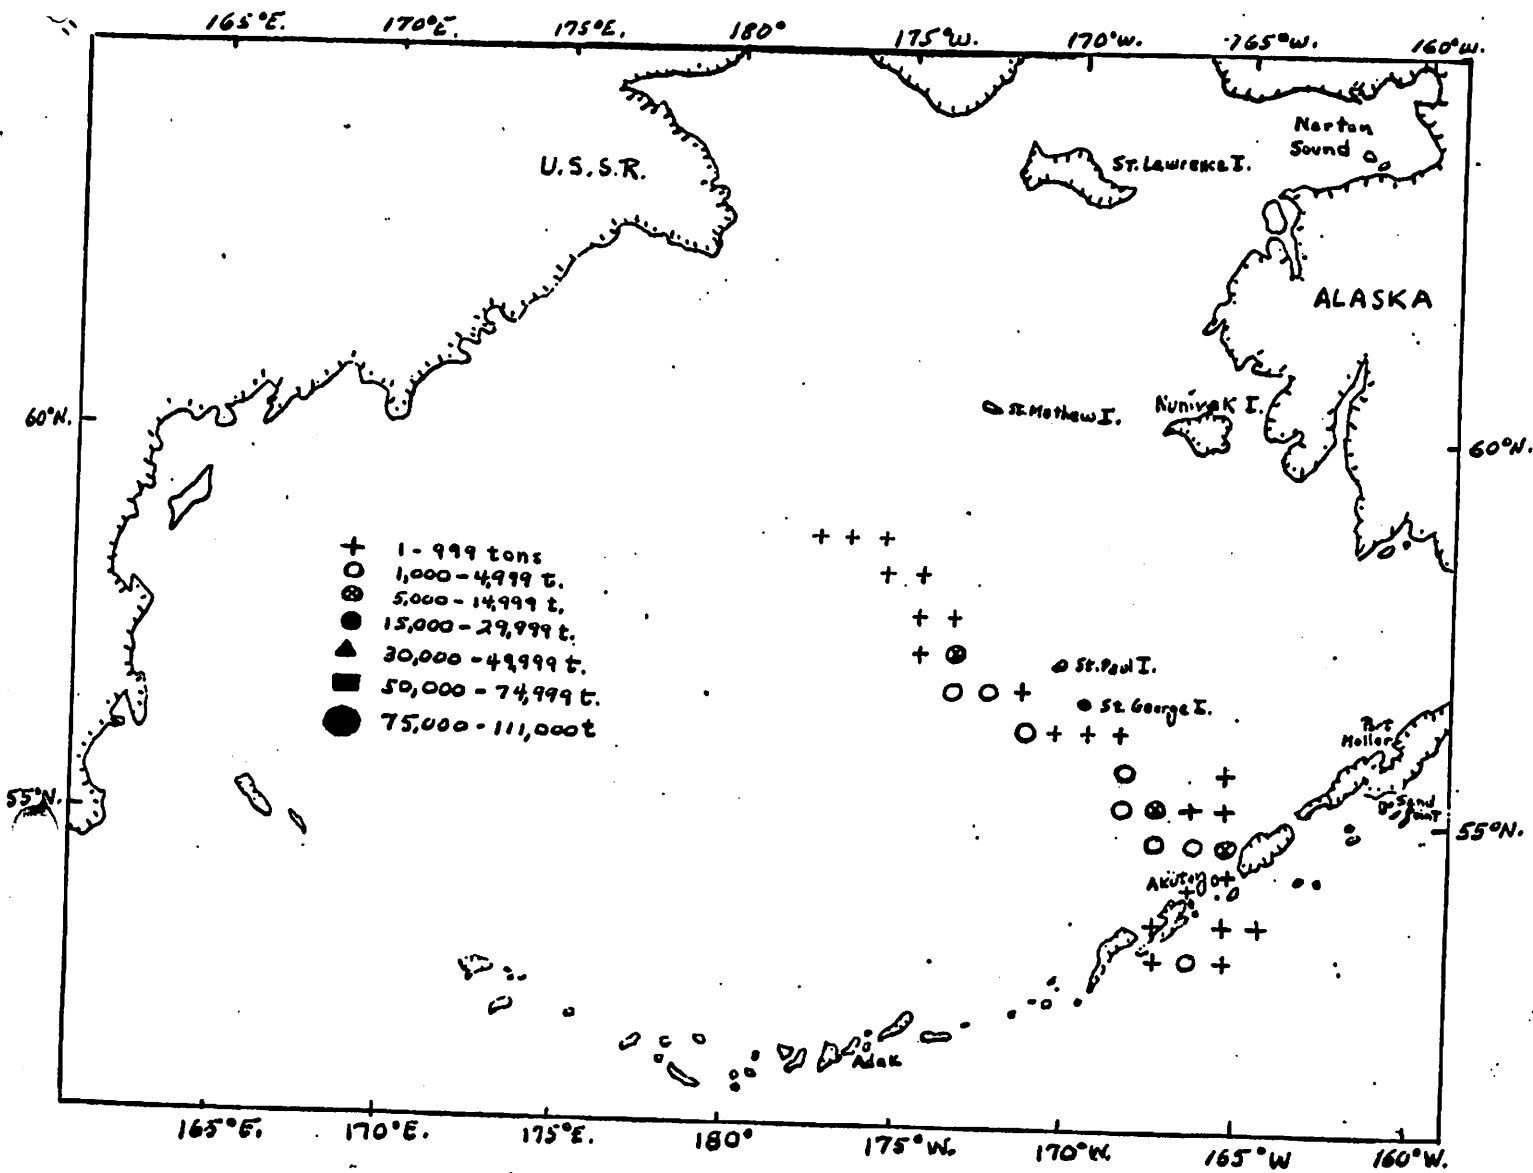 165°E. 170°E. 175°E. 180° 175°W. 170°W. 765°W. 160°W.
Norton
Sound
U.S.S.R.
St. Lawrence I.
ALASKA
60°N.
St. Mathew I.
Nunivak I.
60°N.
+ 1-999 tons
1,000-4,999 t.
5,000-14,999 t.
15,000-29,999 t.
30,000-49,999 t.
50,000-74,999 t.
75,000-111,000t
St. Paul I.
St. George I.
Port
Moller
55°N.
Sand
Point
55°N.
Akutan
Adak
165°E. 170°E. 175°E. 180° 175°W. 170°W. 165°W 160°W.